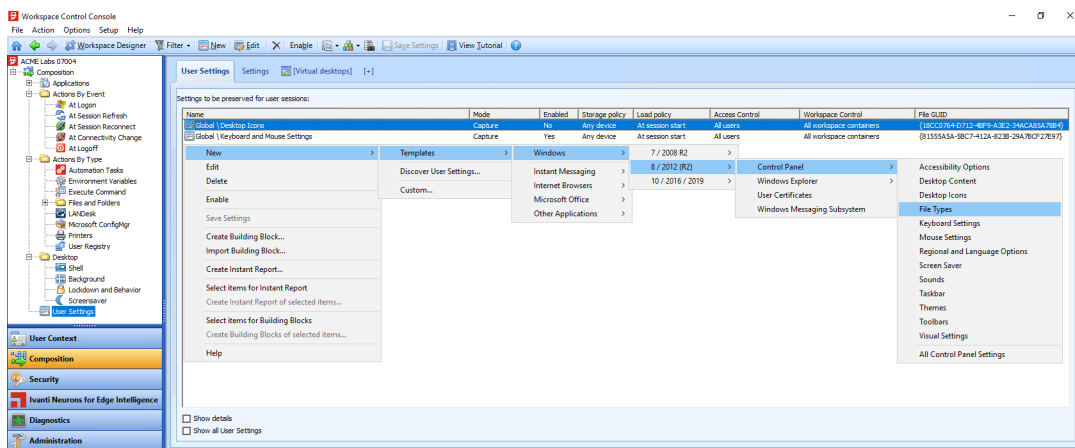 Workspace Control Console
File Action Options Setup Help
Workspace Designer Filter New Edit Enable Save Settings View Tutorial
ACME Labs 07004
Composition
Applications
Actions By Event
At Logon
At Session Refresh
At Session Reconnect
At Connectivity Change
At Logoff
Actions By Type
Automation Tasks
Environment Variables
Execute Command
Files and Folders
LANDesk
Microsoft ConfigMgr
Printers
User Registry
Desktop
Shell
Background
Lockdown and Behavior
Screensaver
User Settings
User Context
Composition
Security
Ivanti Neurons for Edge Intelligence
Diagnostics
Administration
User Settings Settings [Virtual desktops] [+]
Settings to be preserved for user sessions:
Name Mode Enabled Storage policy Load policy Access Control Workspace Control File GUID
Global \ Desktop Icons Capture No Any device At session start All users All workspace containers {18CC0764-D712-4BF9-A3E2-34ACA85A78B4}
Global \ Keyboard and Mouse Settings Capture Yes Any device At session start All users All workspace containers {81555A5A-5BC7-412A-823B-29A7BCF27E97}
New
Edit
Delete
Enable
Save Settings
Create Building Block...
Import Building Block...
Create Instant Report...
Select items for Instant Report
Create Instant Report of selected items...
Select items for Building Blocks
Create Building Blocks of selected items...
Help
Templates
Discover User Settings...
Custom...
Windows
Instant Messaging
Internet Browsers
Microsoft Office
Other Applications
7 / 2008 R2
8 / 2012 (R2)
10 / 2016 / 2019
Control Panel
Windows Explorer
User Certificates
Windows Messaging Subsystem
Accessibility Options
Desktop Content
Desktop Icons
File Types
Keyboard Settings
Mouse Settings
Regional and Language Options
Screen Saver
Sounds
Taskbar
Themes
Toolbars
Visual Settings
All Control Panel Settings
Show details
Show all User Settings